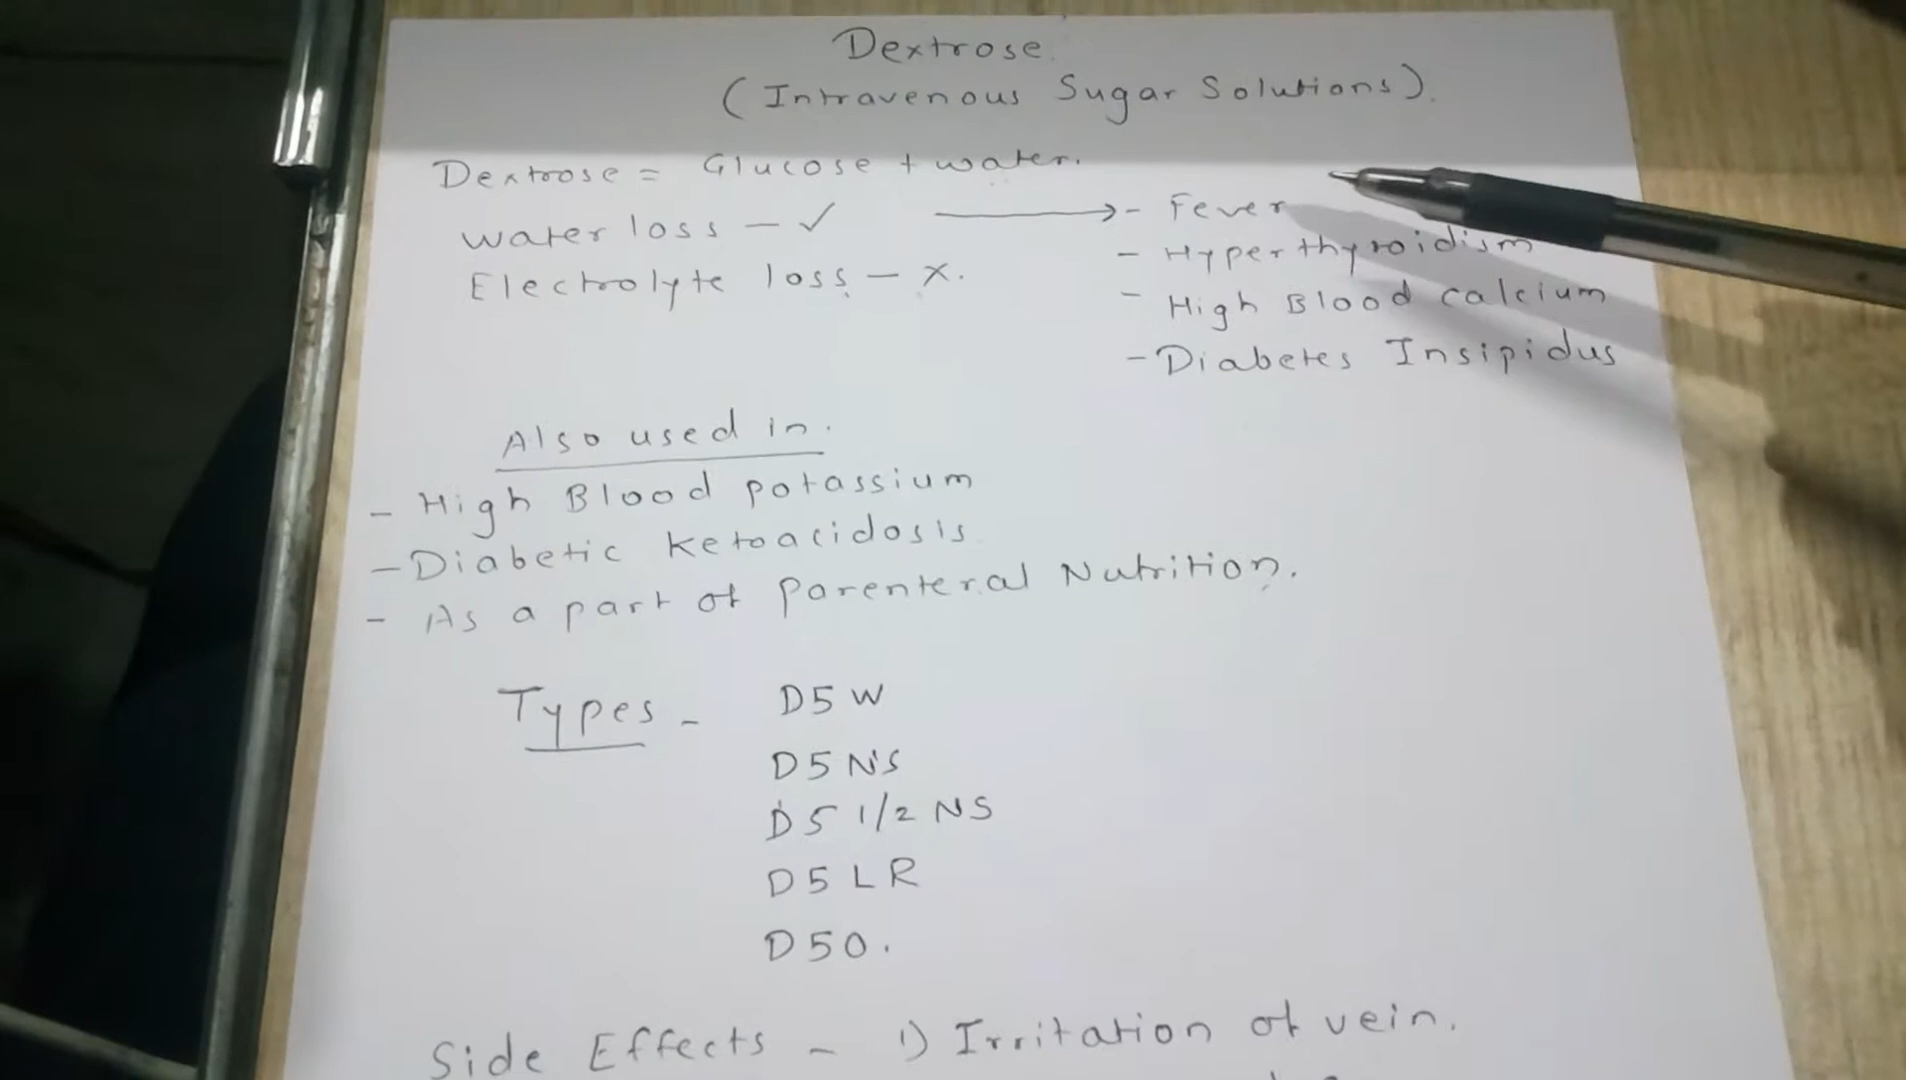 Dextrose.
(Intravenous Sugar Solutions).
Dextrose = Glucose + water.
water loss - ✓ → - Fever
Electrolyte loss - x.
- Hyperthyroidism
- High Blood calcium
- Diabetes Insipidus
Also used in.
- High Blood potassium
- Diabetic ketoacidosis
- As a part of Parenteral Nutrition.
Types - D5W
D5NS
D5 1/2 NS
D5LR
D50.
Side Effects - 1) Irritation of vein.